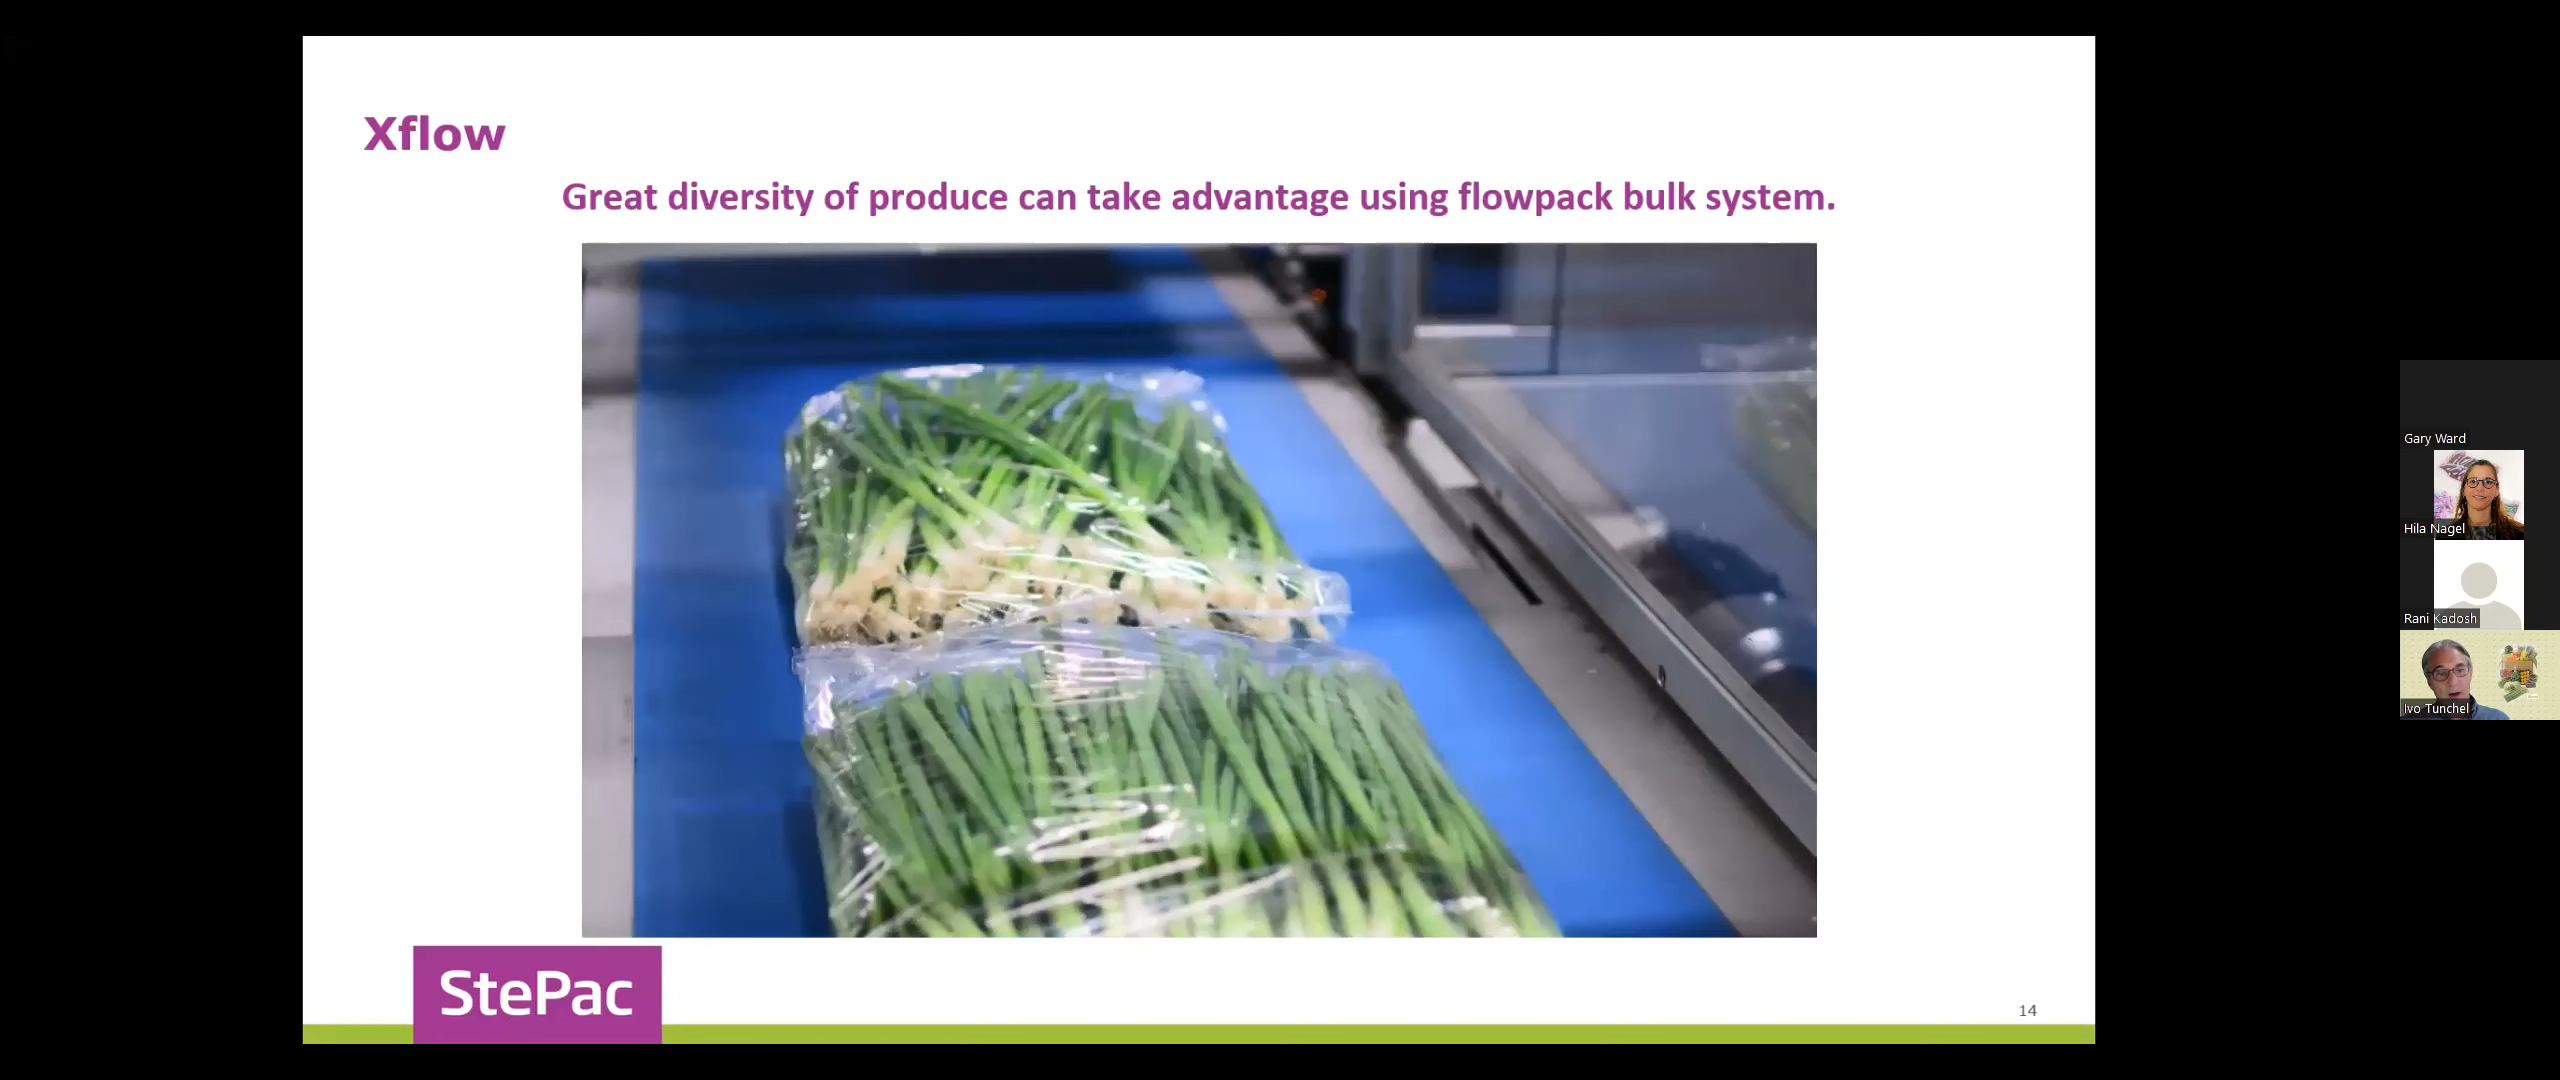 Xflow
Great diversity of produce can take advantage using flowpack bulk system.
StePac
14
Gary Ward
Hila Nagel
Rani Kadosh
Ivo Tunchel